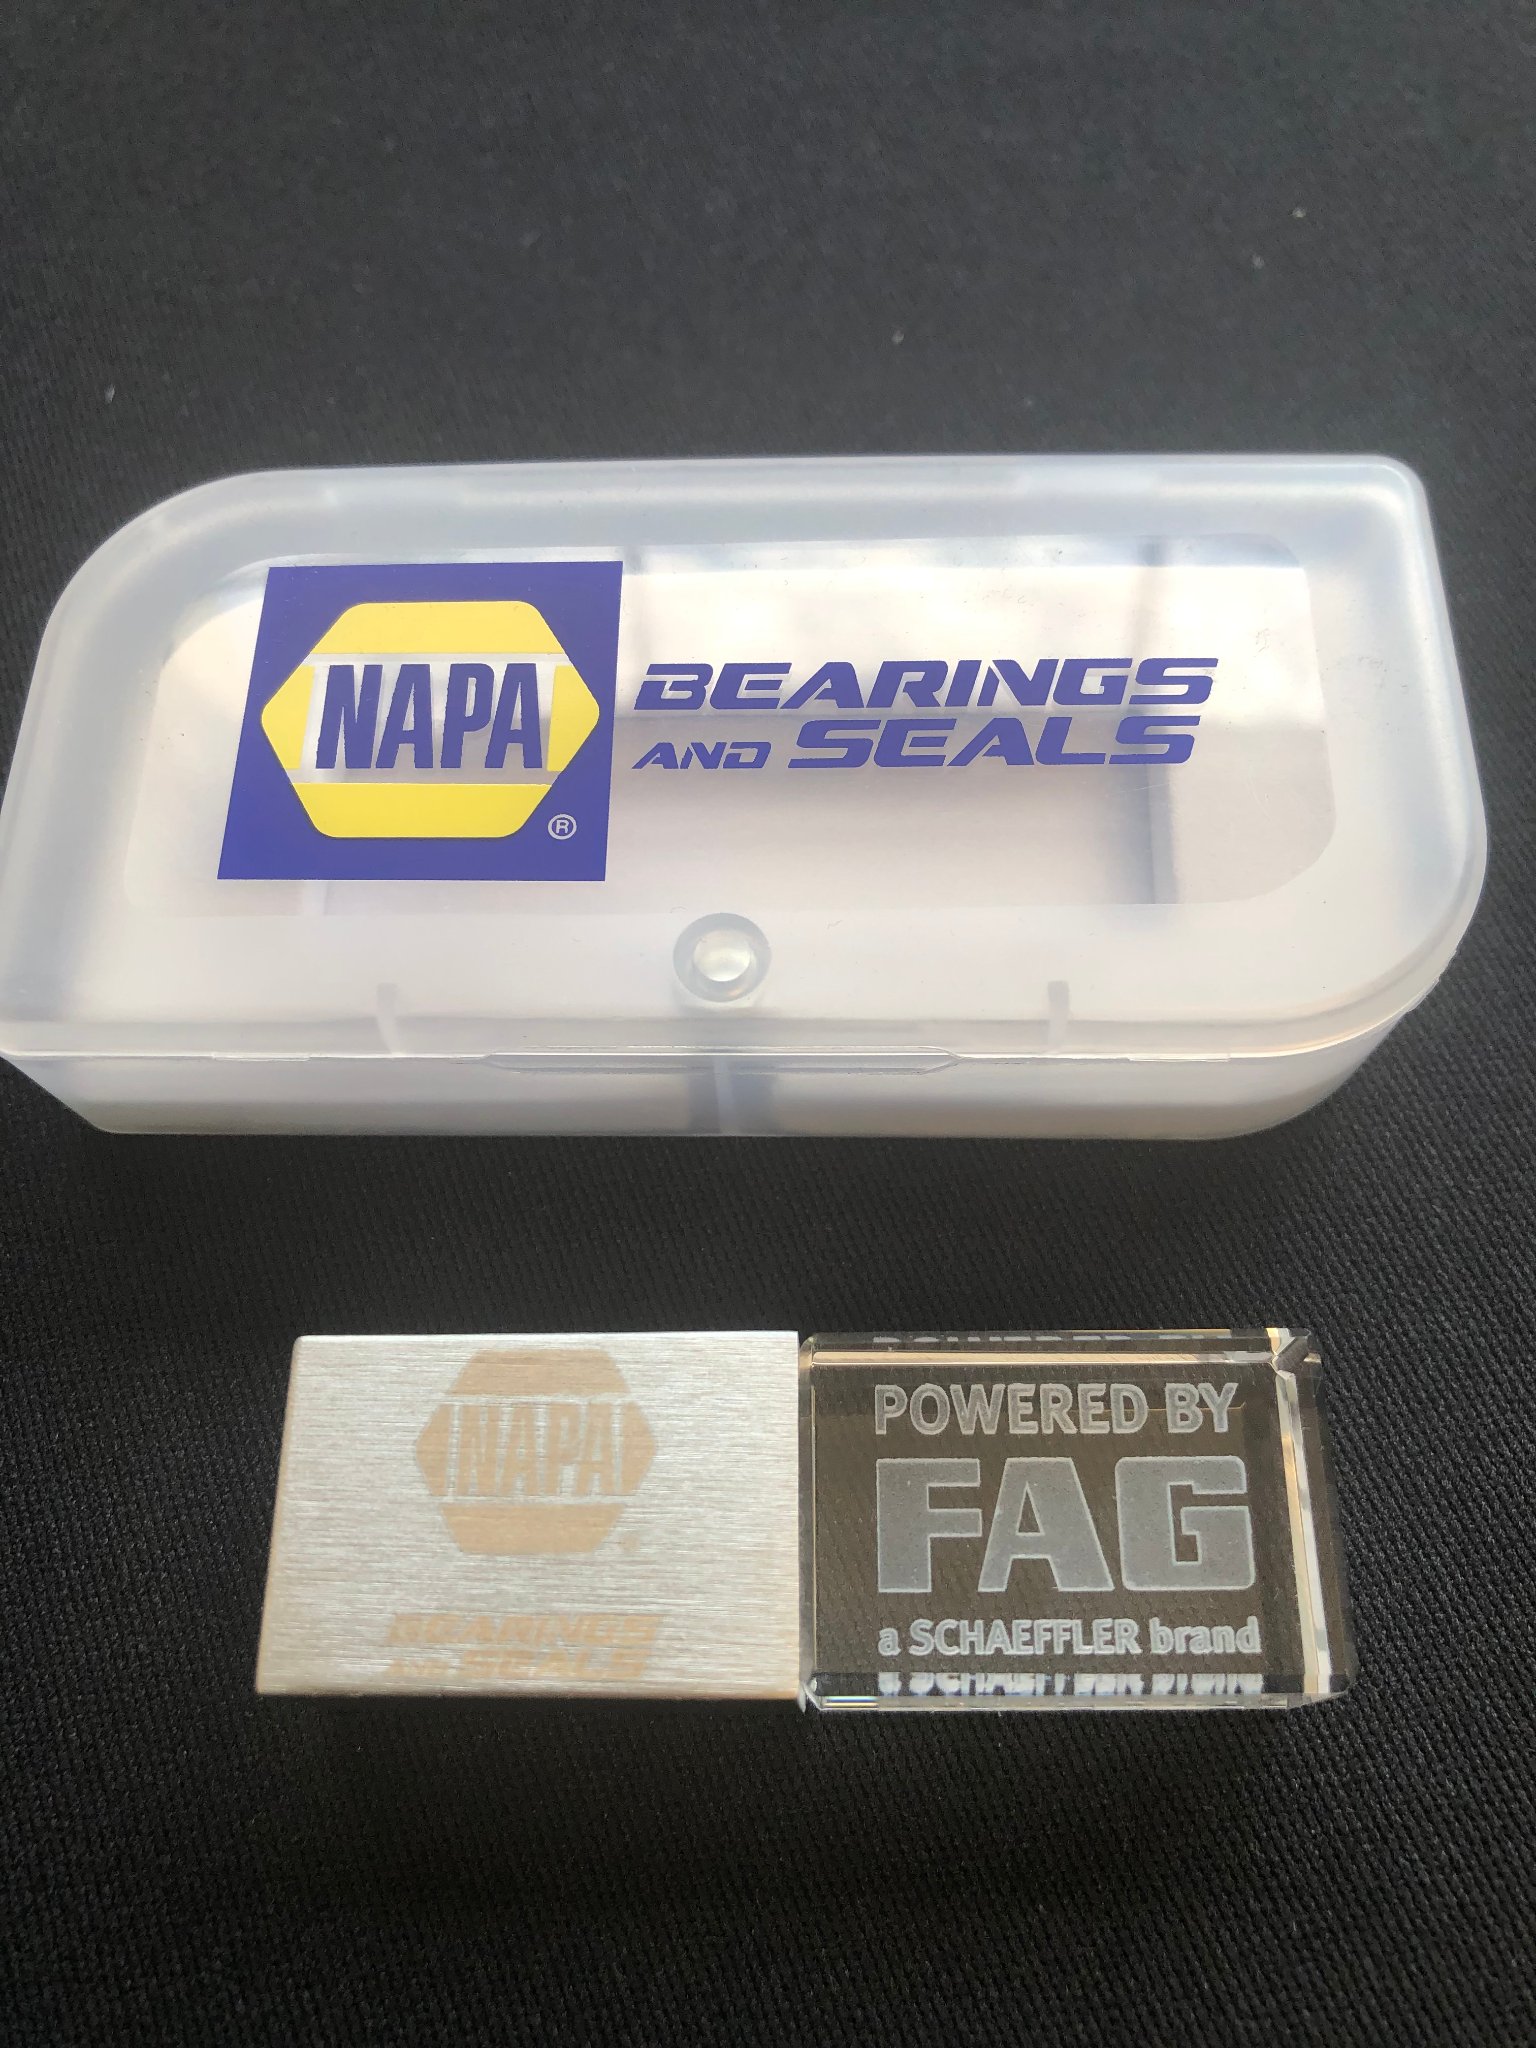 NAPA
®
BEARINGS
AND SEALS
NAPA
BEARINGS
AND SEALS
POWERED BY
FAG
a SCHAEFFLER brand